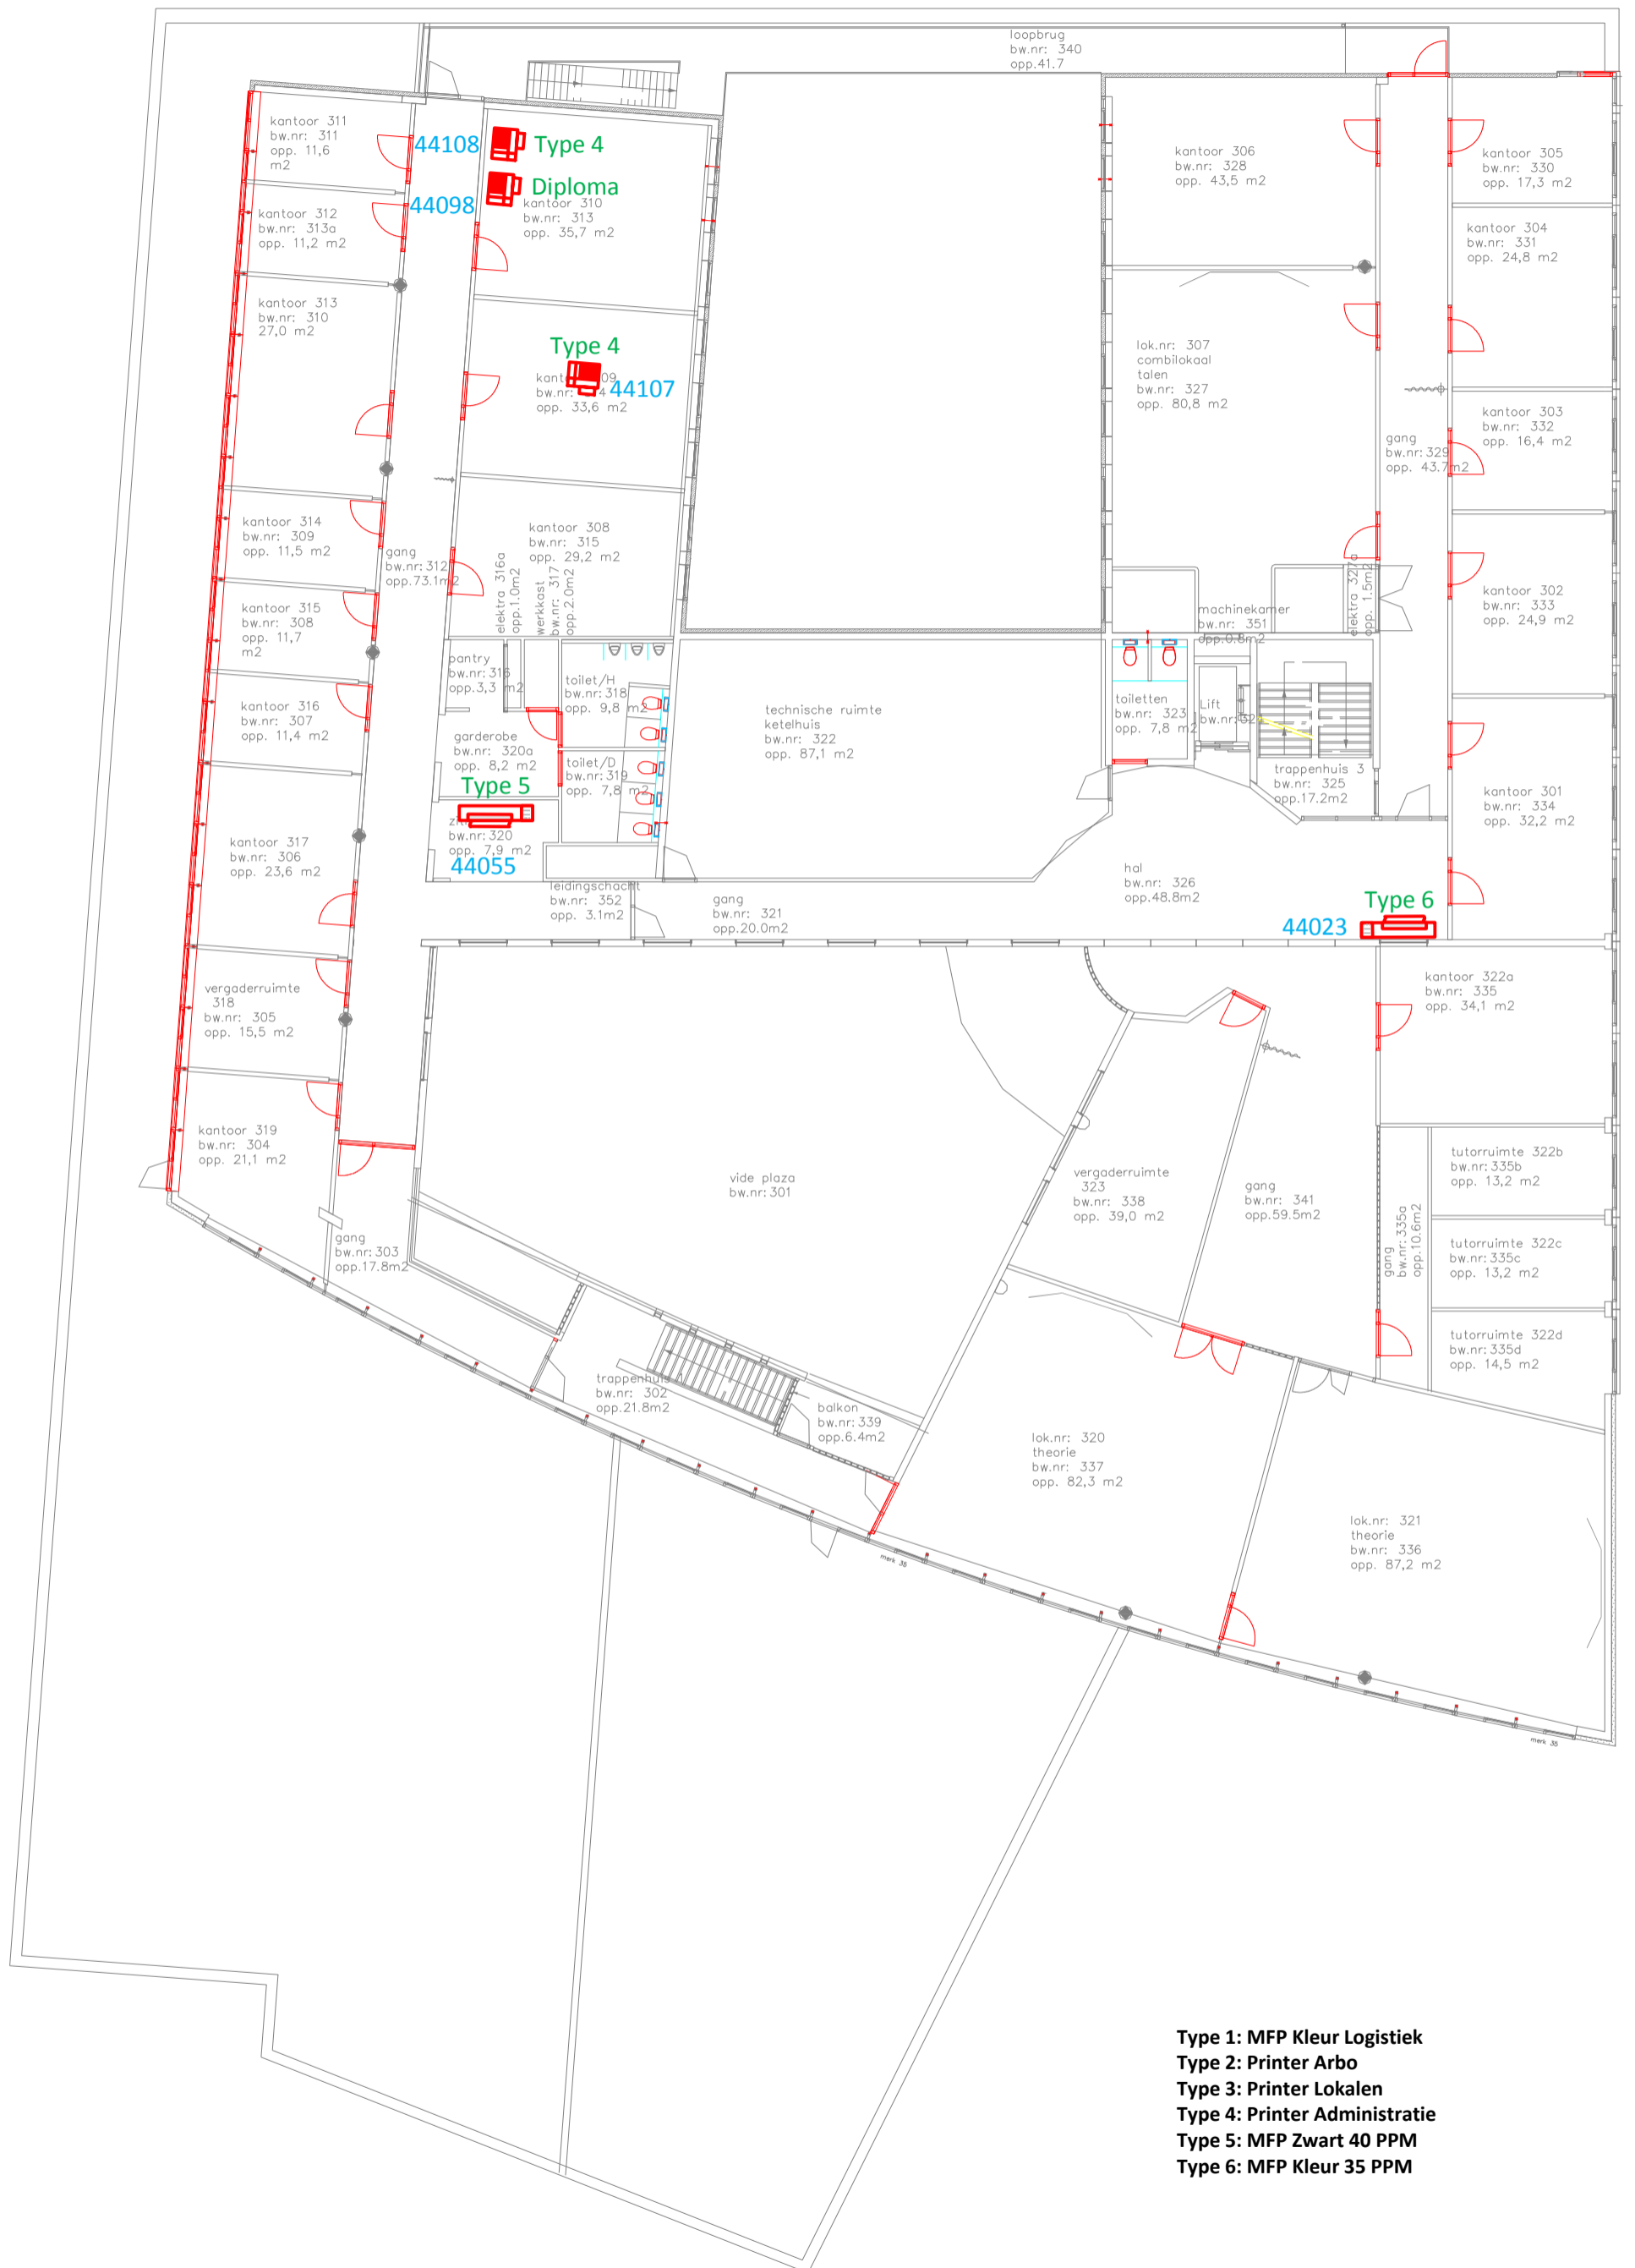 loopbrug
bw.nr: 340
opp.41.7
kantoor 311
bw.nr: 311
opp. 11,6
m2
44108
Type 4
Diploma
44098
kantoor 310
bw.nr: 313
opp. 35,7 m2
kantoor 312
bw.nr: 313a
opp. 11,2 m2
kantoor 313
bw.nr: 310
27,0 m2
kantoor 306
bw.nr: 328
opp. 43,5 m2
kantoor 305
bw.nr: 330
opp. 17,3 m2
kantoor 304
bw.nr: 331
opp. 24,8 m2
Type 4
44107
opp. 33,6 m2
lok.nr: 307
combilokaal
talen
bw.nr: 327
opp. 80,8 m2
kantoor 303
bw.nr: 332
opp. 16,4 m2
gang
bw.nr: 329
opp. 43.7m2
kantoor 314
bw.nr: 309
opp. 11,5 m2
gang
bw.nr: 312
opp.73.1m2
kantoor 308
bw.nr: 315
opp. 29,2 m2
elektra 316a
opp.1.0m2
werkkast
bw.nr: 317
opp.2.0m2
kantoor 315
bw.nr: 308
opp. 11,7
m2
machinekamer
bw.nr: 351
opp.0.8m2
elektra 327a
opp. 1.5m2
kantoor 302
bw.nr: 333
opp. 24,9 m2
pantry
bw.nr: 316
opp.3,3 m2
toilet/H
bw.nr: 318
opp. 9,8 m2
kantoor 316
bw.nr: 307
opp. 11,4 m2
garderobe
bw.nr: 320a
opp. 8,2 m2
toilet/D
bw.nr: 319
opp. 7,8 m2
technische ruimte
ketelhuis
bw.nr: 322
opp. 87,1 m2
toiletten
bw.nr: 323
opp. 7,8 m2
Lift
trappenhuis 3
bw.nr: 325
opp.17.2m2
kantoor 301
bw.nr: 334
opp. 32,2 m2
Type 5
bw.nr: 320
opp. 7,9 m2
44055
kantoor 317
bw.nr: 306
opp. 23,6 m2
leidingschacht
bw.nr: 352
opp. 3.1m2
gang
bw.nr: 321
opp.20.0m2
hal
bw.nr: 326
opp.48.8m2
Type 6
44023
vergaderruimte
318
bw.nr: 305
opp. 15,5 m2
kantoor 322a
bw.nr: 335
opp. 34,1 m2
kantoor 319
bw.nr: 304
opp. 21,1 m2
vide plaza
bw.nr: 301
vergaderruimte
323
bw.nr: 338
opp. 39,0 m2
gang
bw.nr: 341
opp.59.5m2
gang
bw.nr: 335a
opp.10.6m2
tutorruimte 322b
bw.nr: 335b
opp. 13,2 m2
tutorruimte 322c
bw.nr: 335c
opp. 13,2 m2
tutorruimte 322d
bw.nr: 335d
opp. 14,5 m2
gang
bw.nr: 303
opp.17.8m2
trappenhuis 1
bw.nr: 302
opp.21.8m2
balkon
bw.nr: 339
opp.6.4m2
lok.nr: 320
theorie
bw.nr: 337
opp. 82,3 m2
lok.nr: 321
theorie
bw.nr: 336
opp. 87,2 m2
merk 35
merk 35
Type 1: MFP Kleur Logistiek
Type 2: Printer Arbo
Type 3: Printer Lokalen
Type 4: Printer Administratie
Type 5: MFP Zwart 40 PPM
Type 6: MFP Kleur 35 PPM